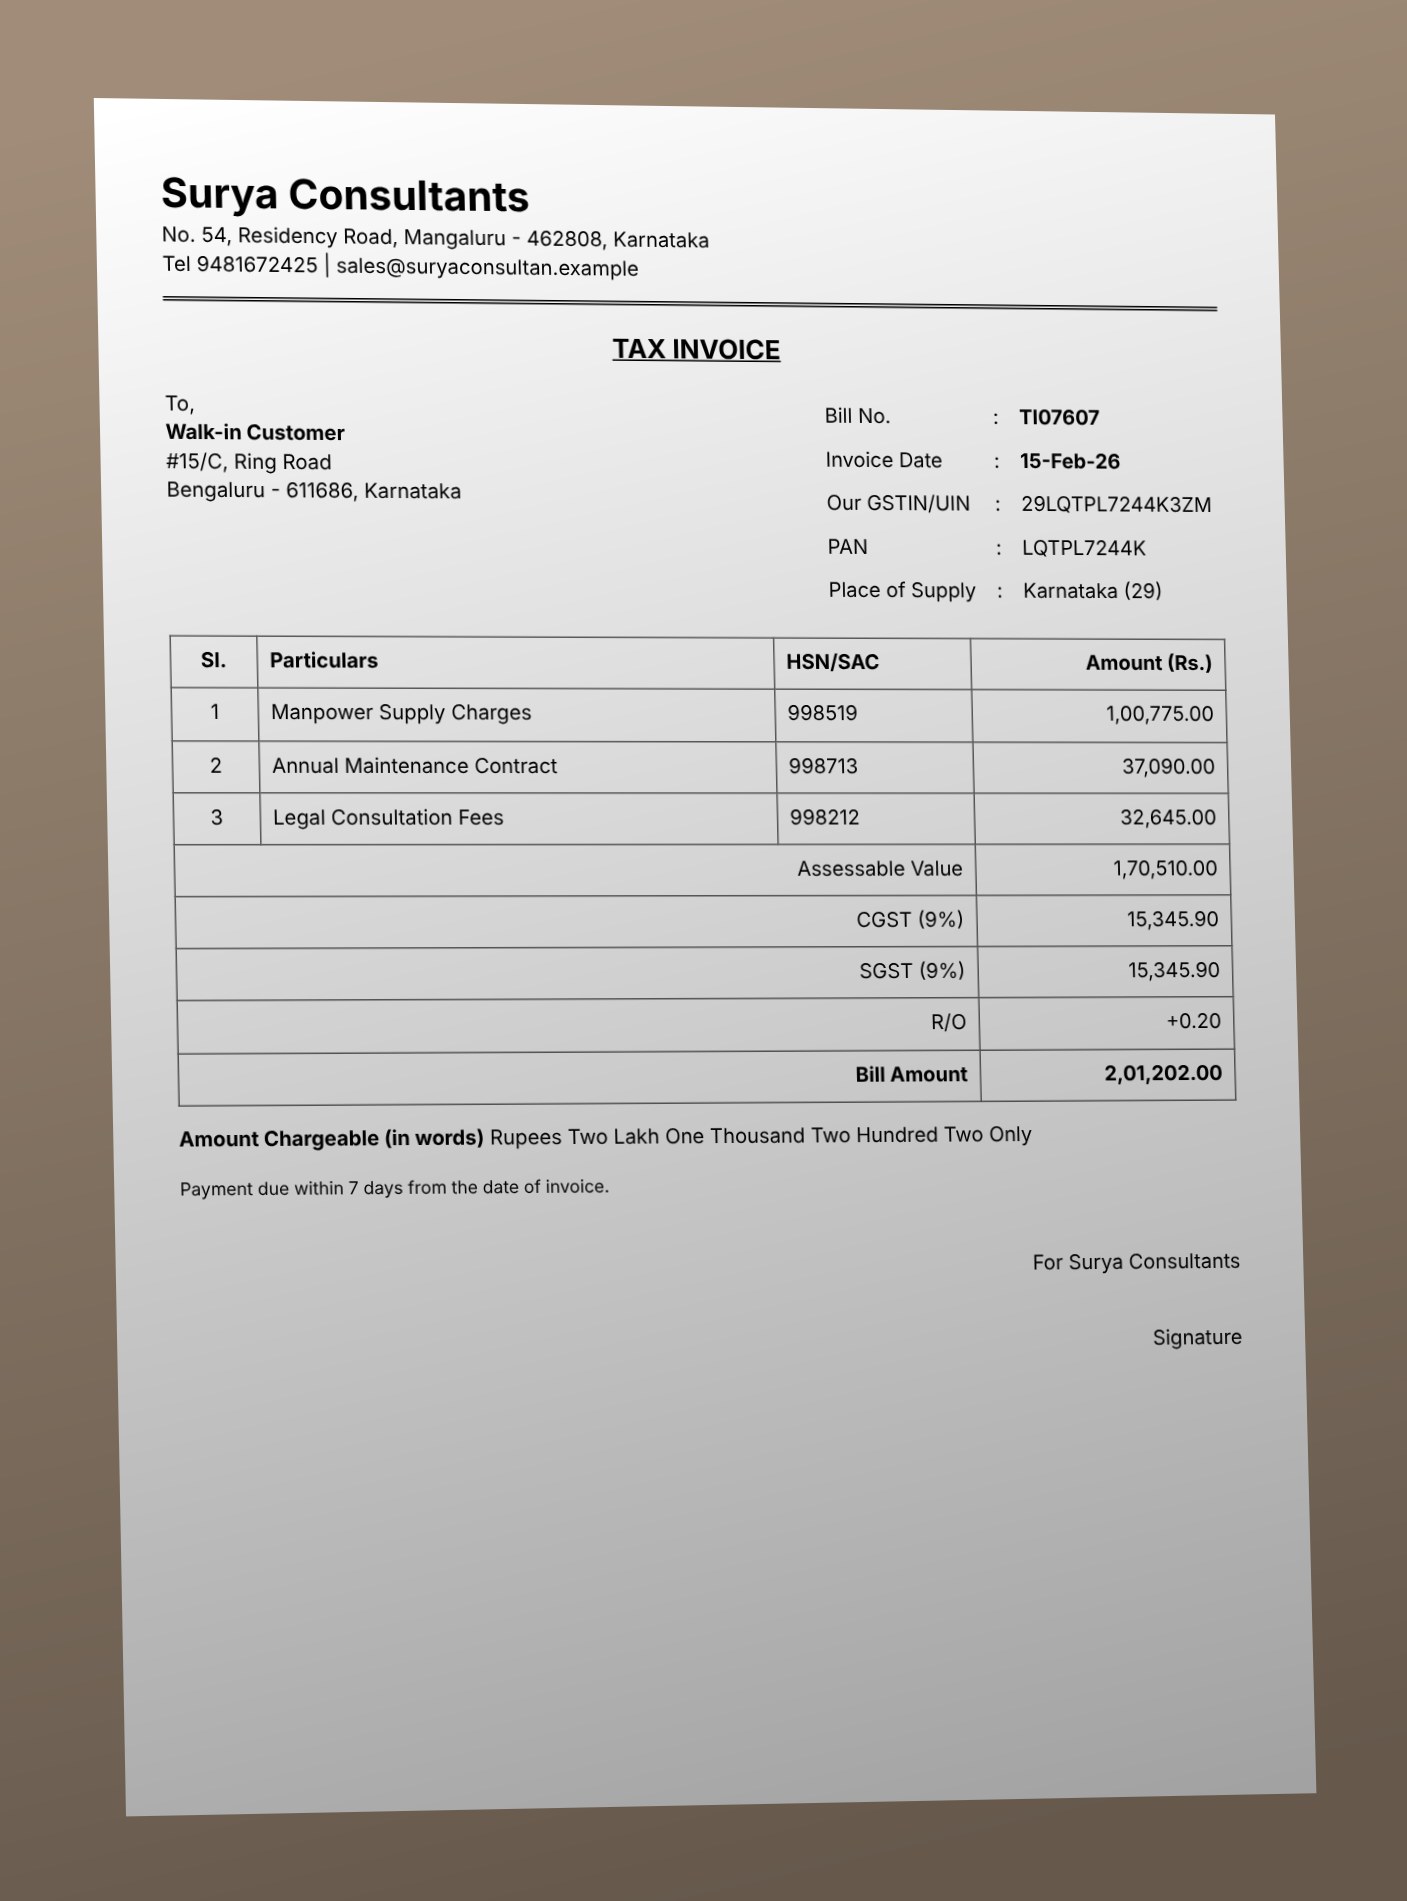 Surya Consultants
No. 54, Residency Road, Mangaluru - 462808, Karnataka
Tel 9481672425 | sales@suryaconsultan.example
TAX INVOICE
To,
Walk-in Customer
#15/C, Ring Road
Bengaluru - 611686, Karnataka
Bill No. : TI07607
Invoice Date : 15-Feb-26
Our GSTIN/UIN : 29LQTPL7244K3ZM
PAN : LQTPL7244K
Place of Supply : Karnataka (29)
Sl. Particulars HSN/SAC Amount (Rs.)
1 Manpower Supply Charges 998519 1,00,775.00
2 Annual Maintenance Contract 998713 37,090.00
3 Legal Consultation Fees 998212 32,645.00
Assessable Value 1,70,510.00
CGST (9%) 15,345.90
SGST (9%) 15,345.90
R/O +0.20
Bill Amount 2,01,202.00
Amount Chargeable (in words) Rupees Two Lakh One Thousand Two Hundred Two Only
Payment due within 7 days from the date of invoice.
For Surya Consultants
Signature